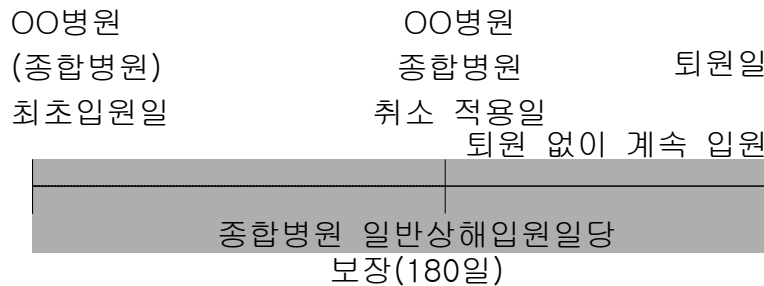 OO병원
(종합병원)
최초입원일
OO병원
종합병원
취소 적용일
퇴원일
퇴원 없이 계속 입원
종합병원 일반상해입원일당
보장(180일)